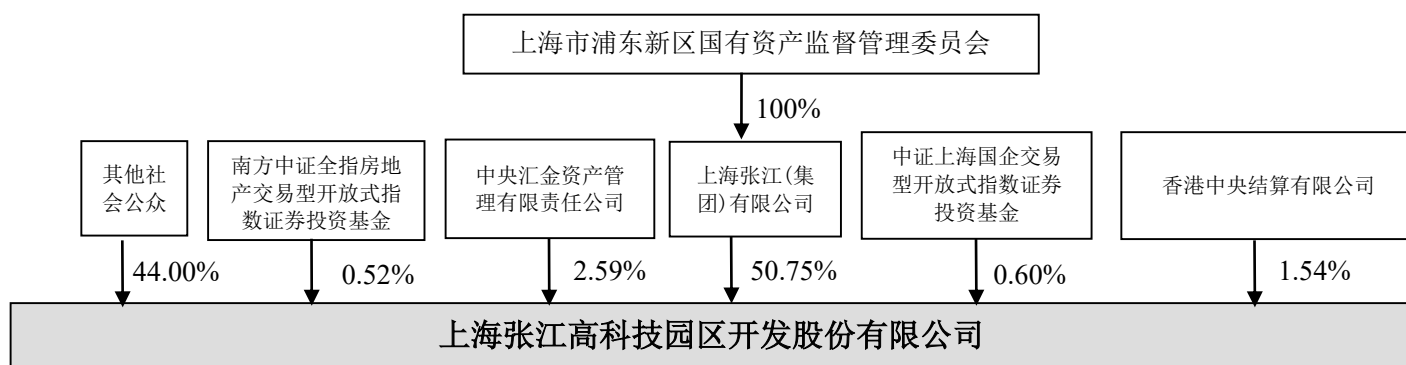 上海市浦东新区国有资产监督管理委员会
100%
其他社
会公众
南方中证全指房地
产交易型开放式指
数证券投资基金
中央汇金资产管
理有限责任公司
上海张江(集
团)有限公司
中证上海国企交易
型开放式指数证券
投资基金
香港中央结算有限公司
44.00%
0.52%
2.59%
50.75%
0.60%
1.54%
上海张江高科技园区开发股份有限公司